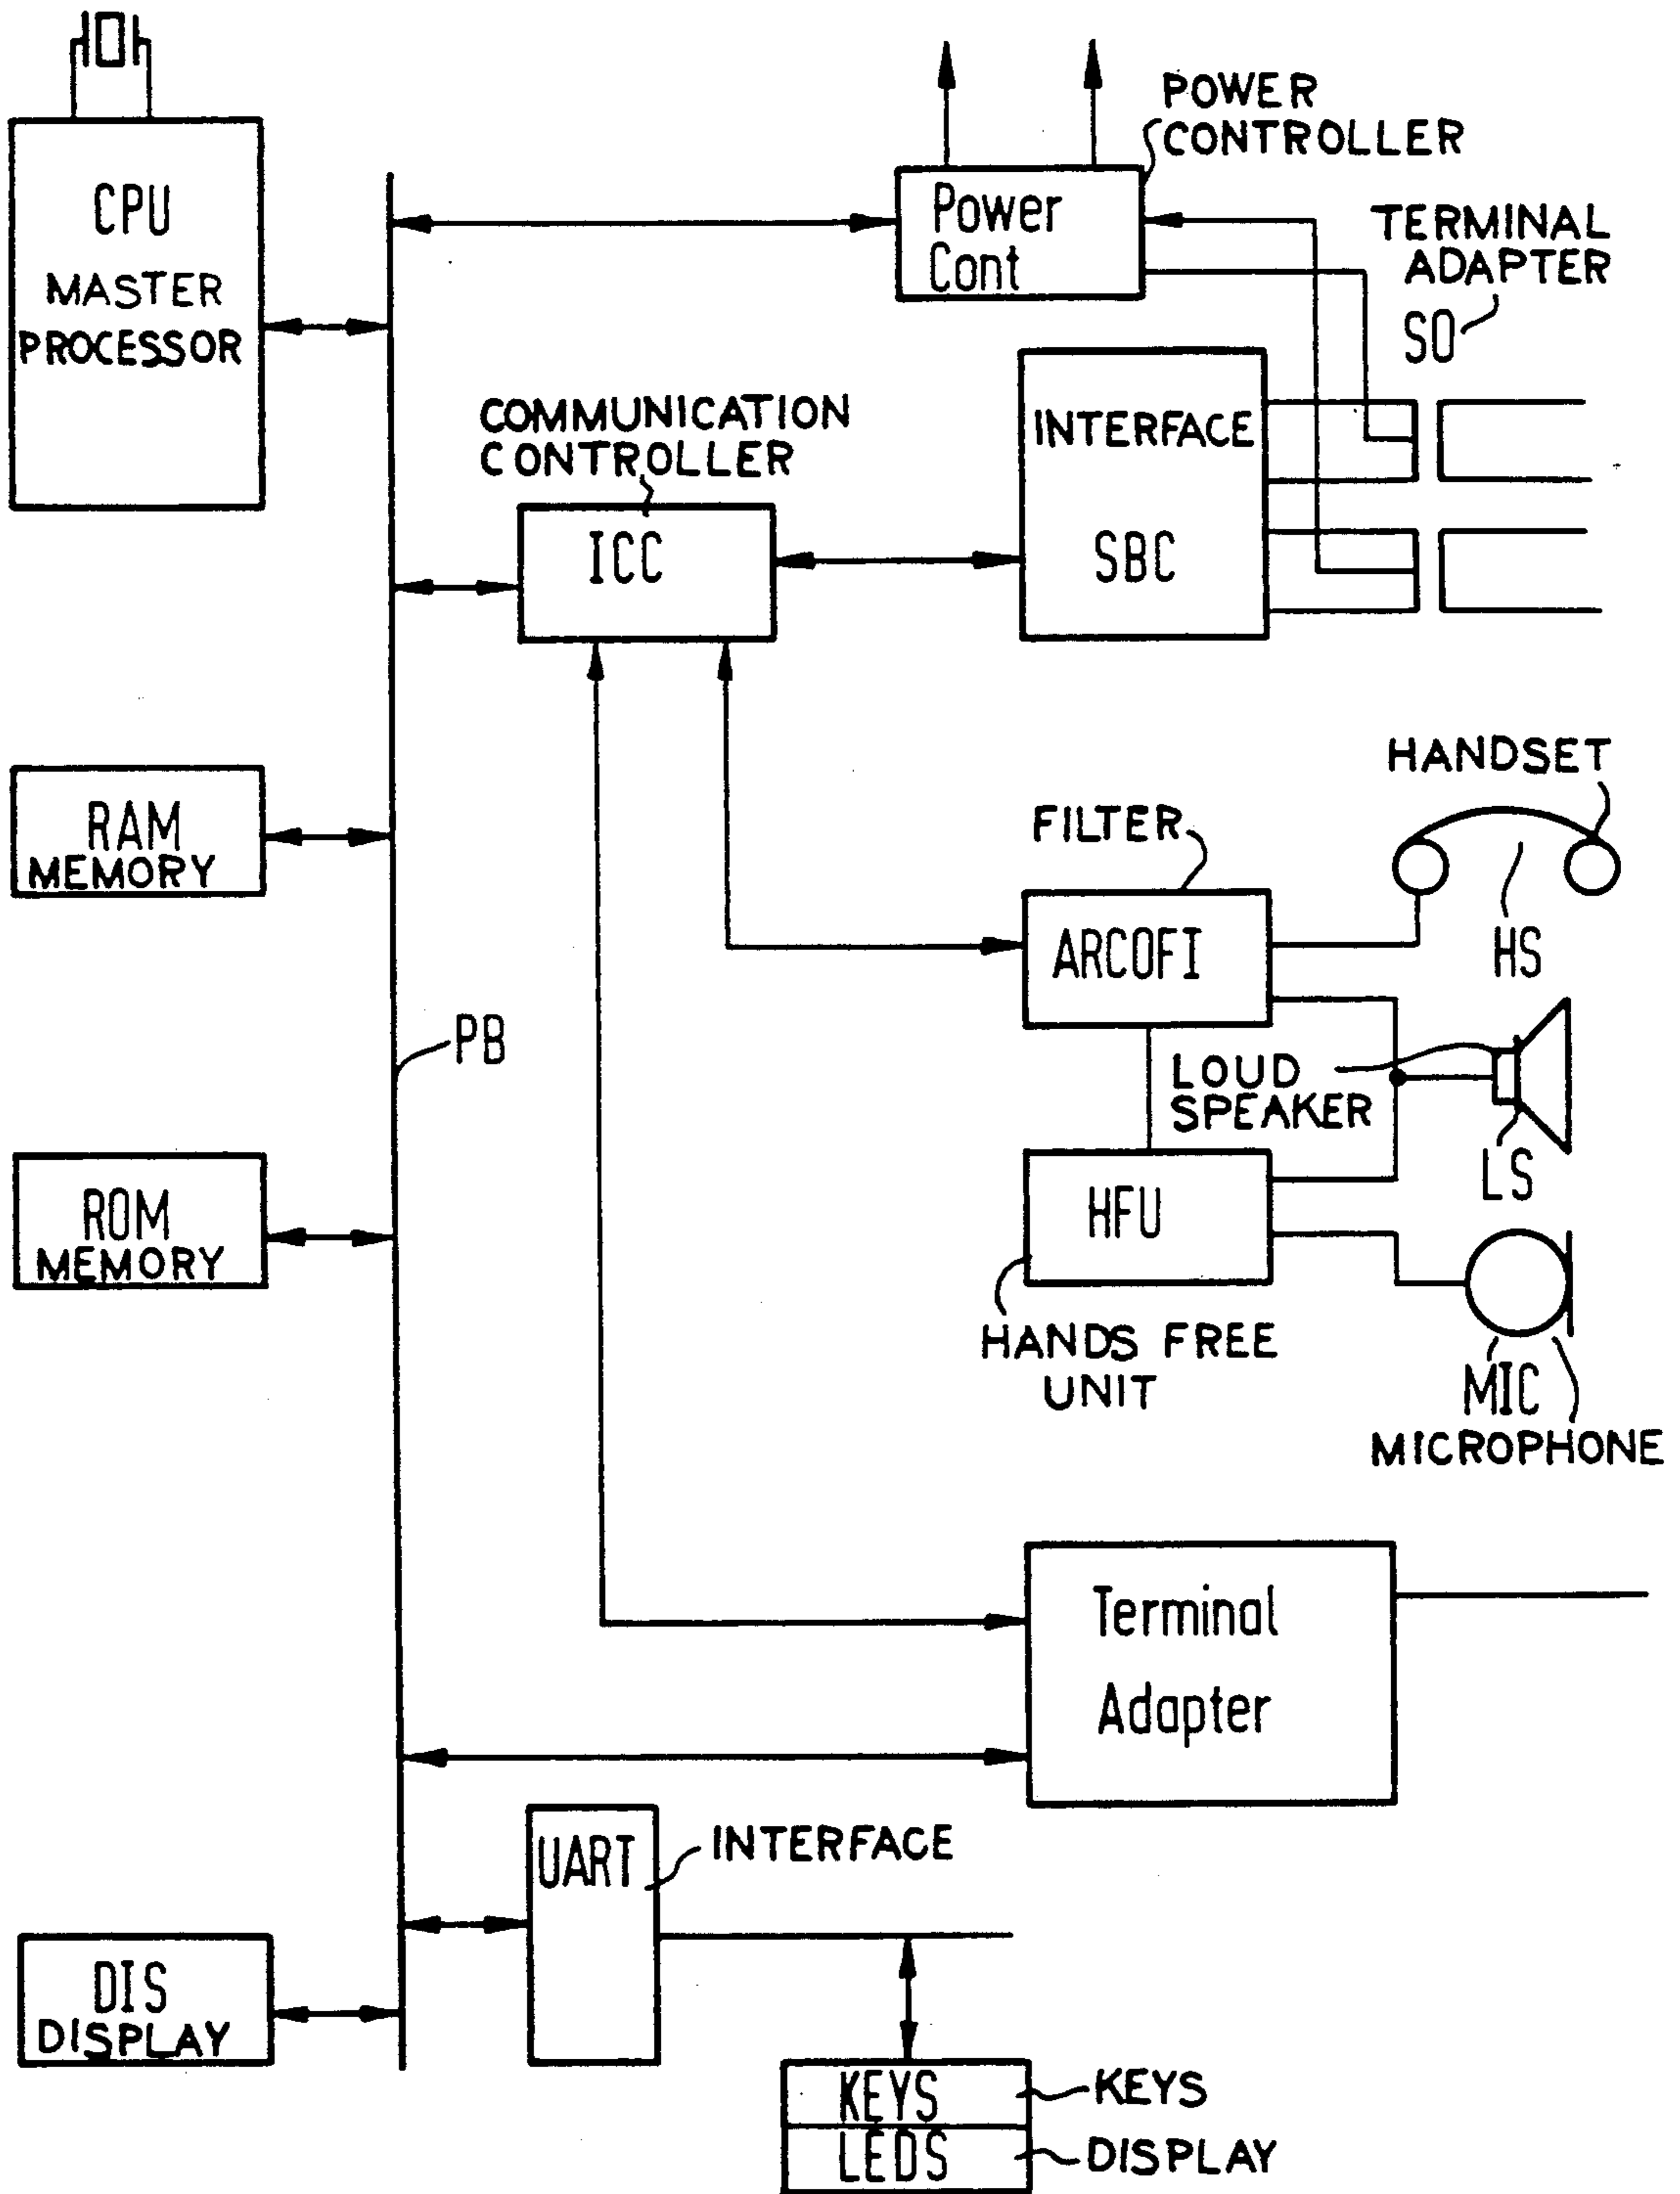 POWER
CONTROLLER
CPU
MASTER
PROCESSOR
Power
Cont
TERMINAL
ADAPTER
SO
COMMUNICATION
CONTROLLER
ICC
INTERFACE
SBC
HANDSET
RAM
MEMORY
FILTER
ARCOFI
HS
PB
LOUD
SPEAKER
LS
ROM
MEMORY
HFU
HANDS FREE
UNIT
MIC
MICROPHONE
Terminal
Adapter
UART
INTERFACE
DIS
DISPLAY
KEYS
KEYS
LEDS
DISPLAY